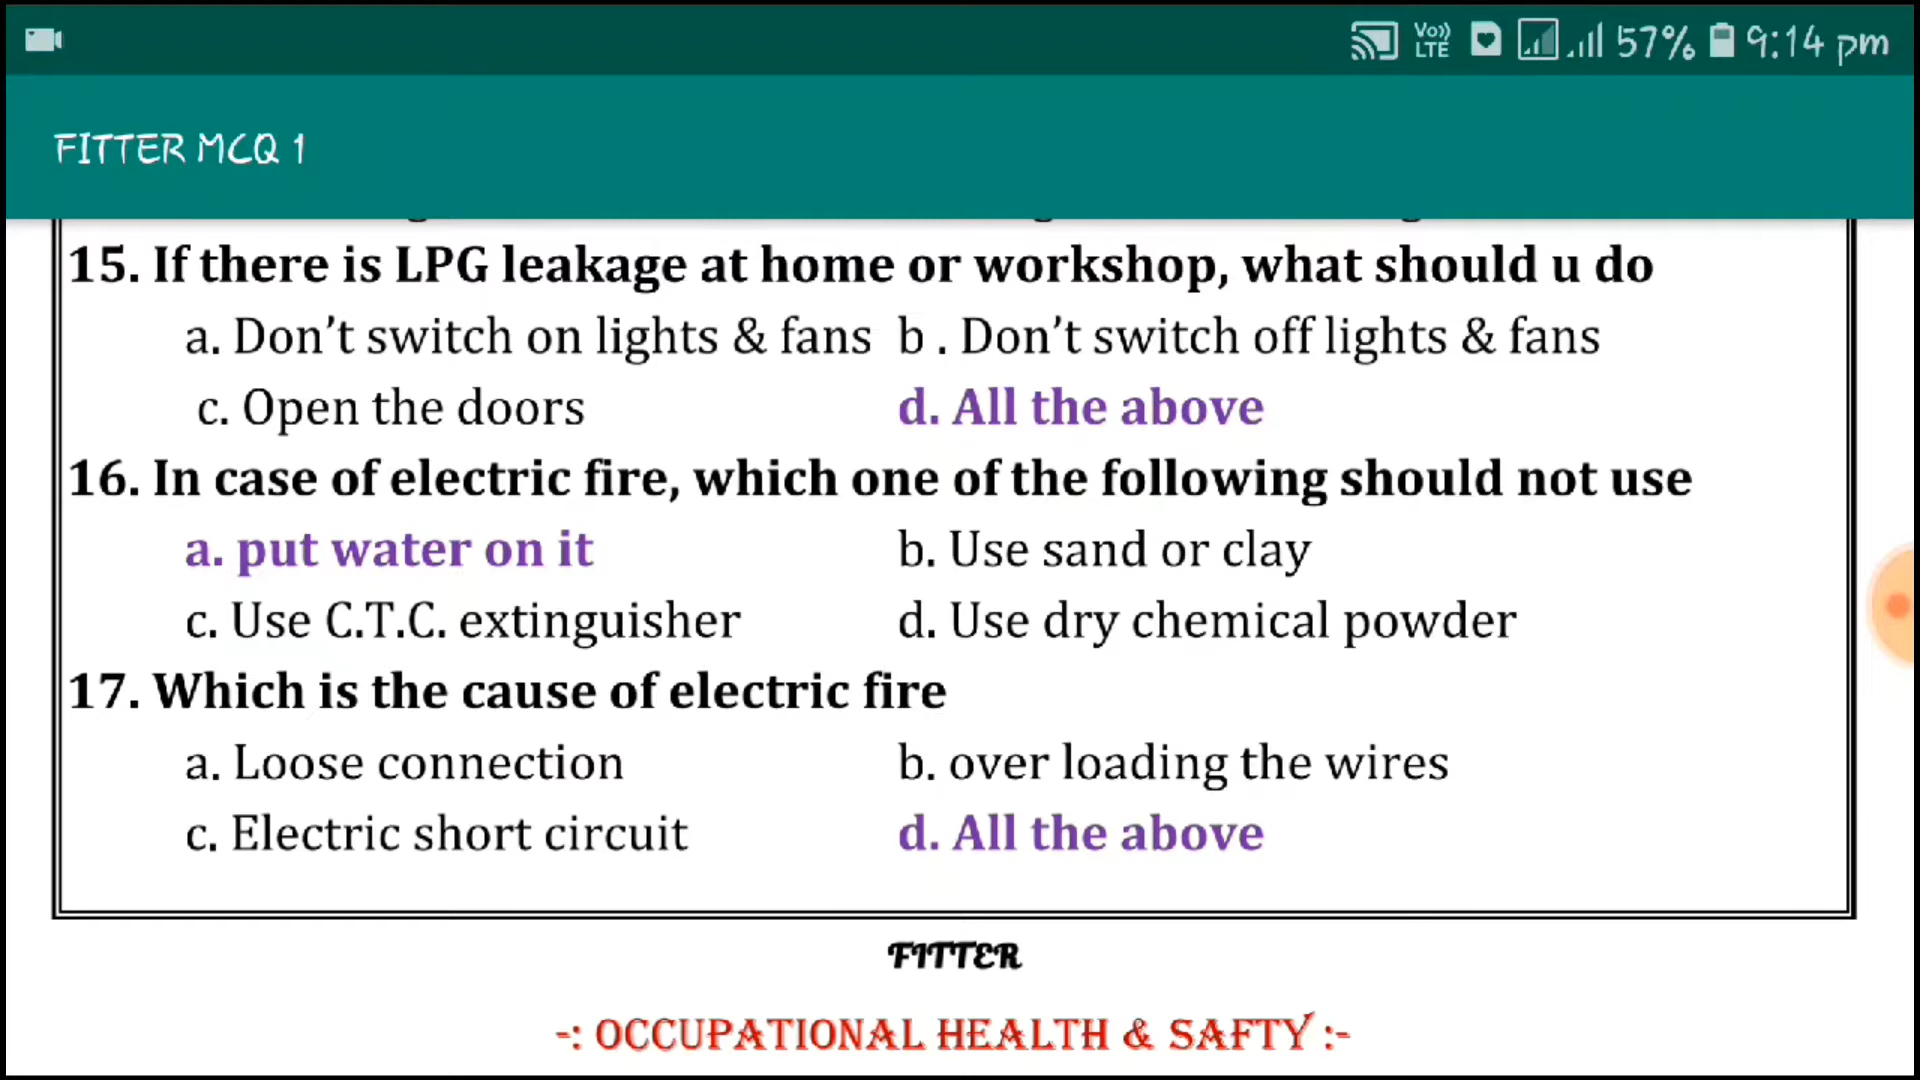 Vo)) LTE 57% 9:14 pm
FITTER MCQ 1
15. If there is LPG leakage at home or workshop, what should u do
a. Don’t switch on lights & fans b . Don’t switch off lights & fans
c. Open the doors d. All the above
16. In case of electric fire, which one of the following should not use
a. put water on it b. Use sand or clay
c. Use C.T.C. extinguisher d. Use dry chemical powder
17. Which is the cause of electric fire
a. Loose connection b. over loading the wires
c. Electric short circuit d. All the above
FITTER
-: OCCUPATIONAL HEALTH & SAFTY :-